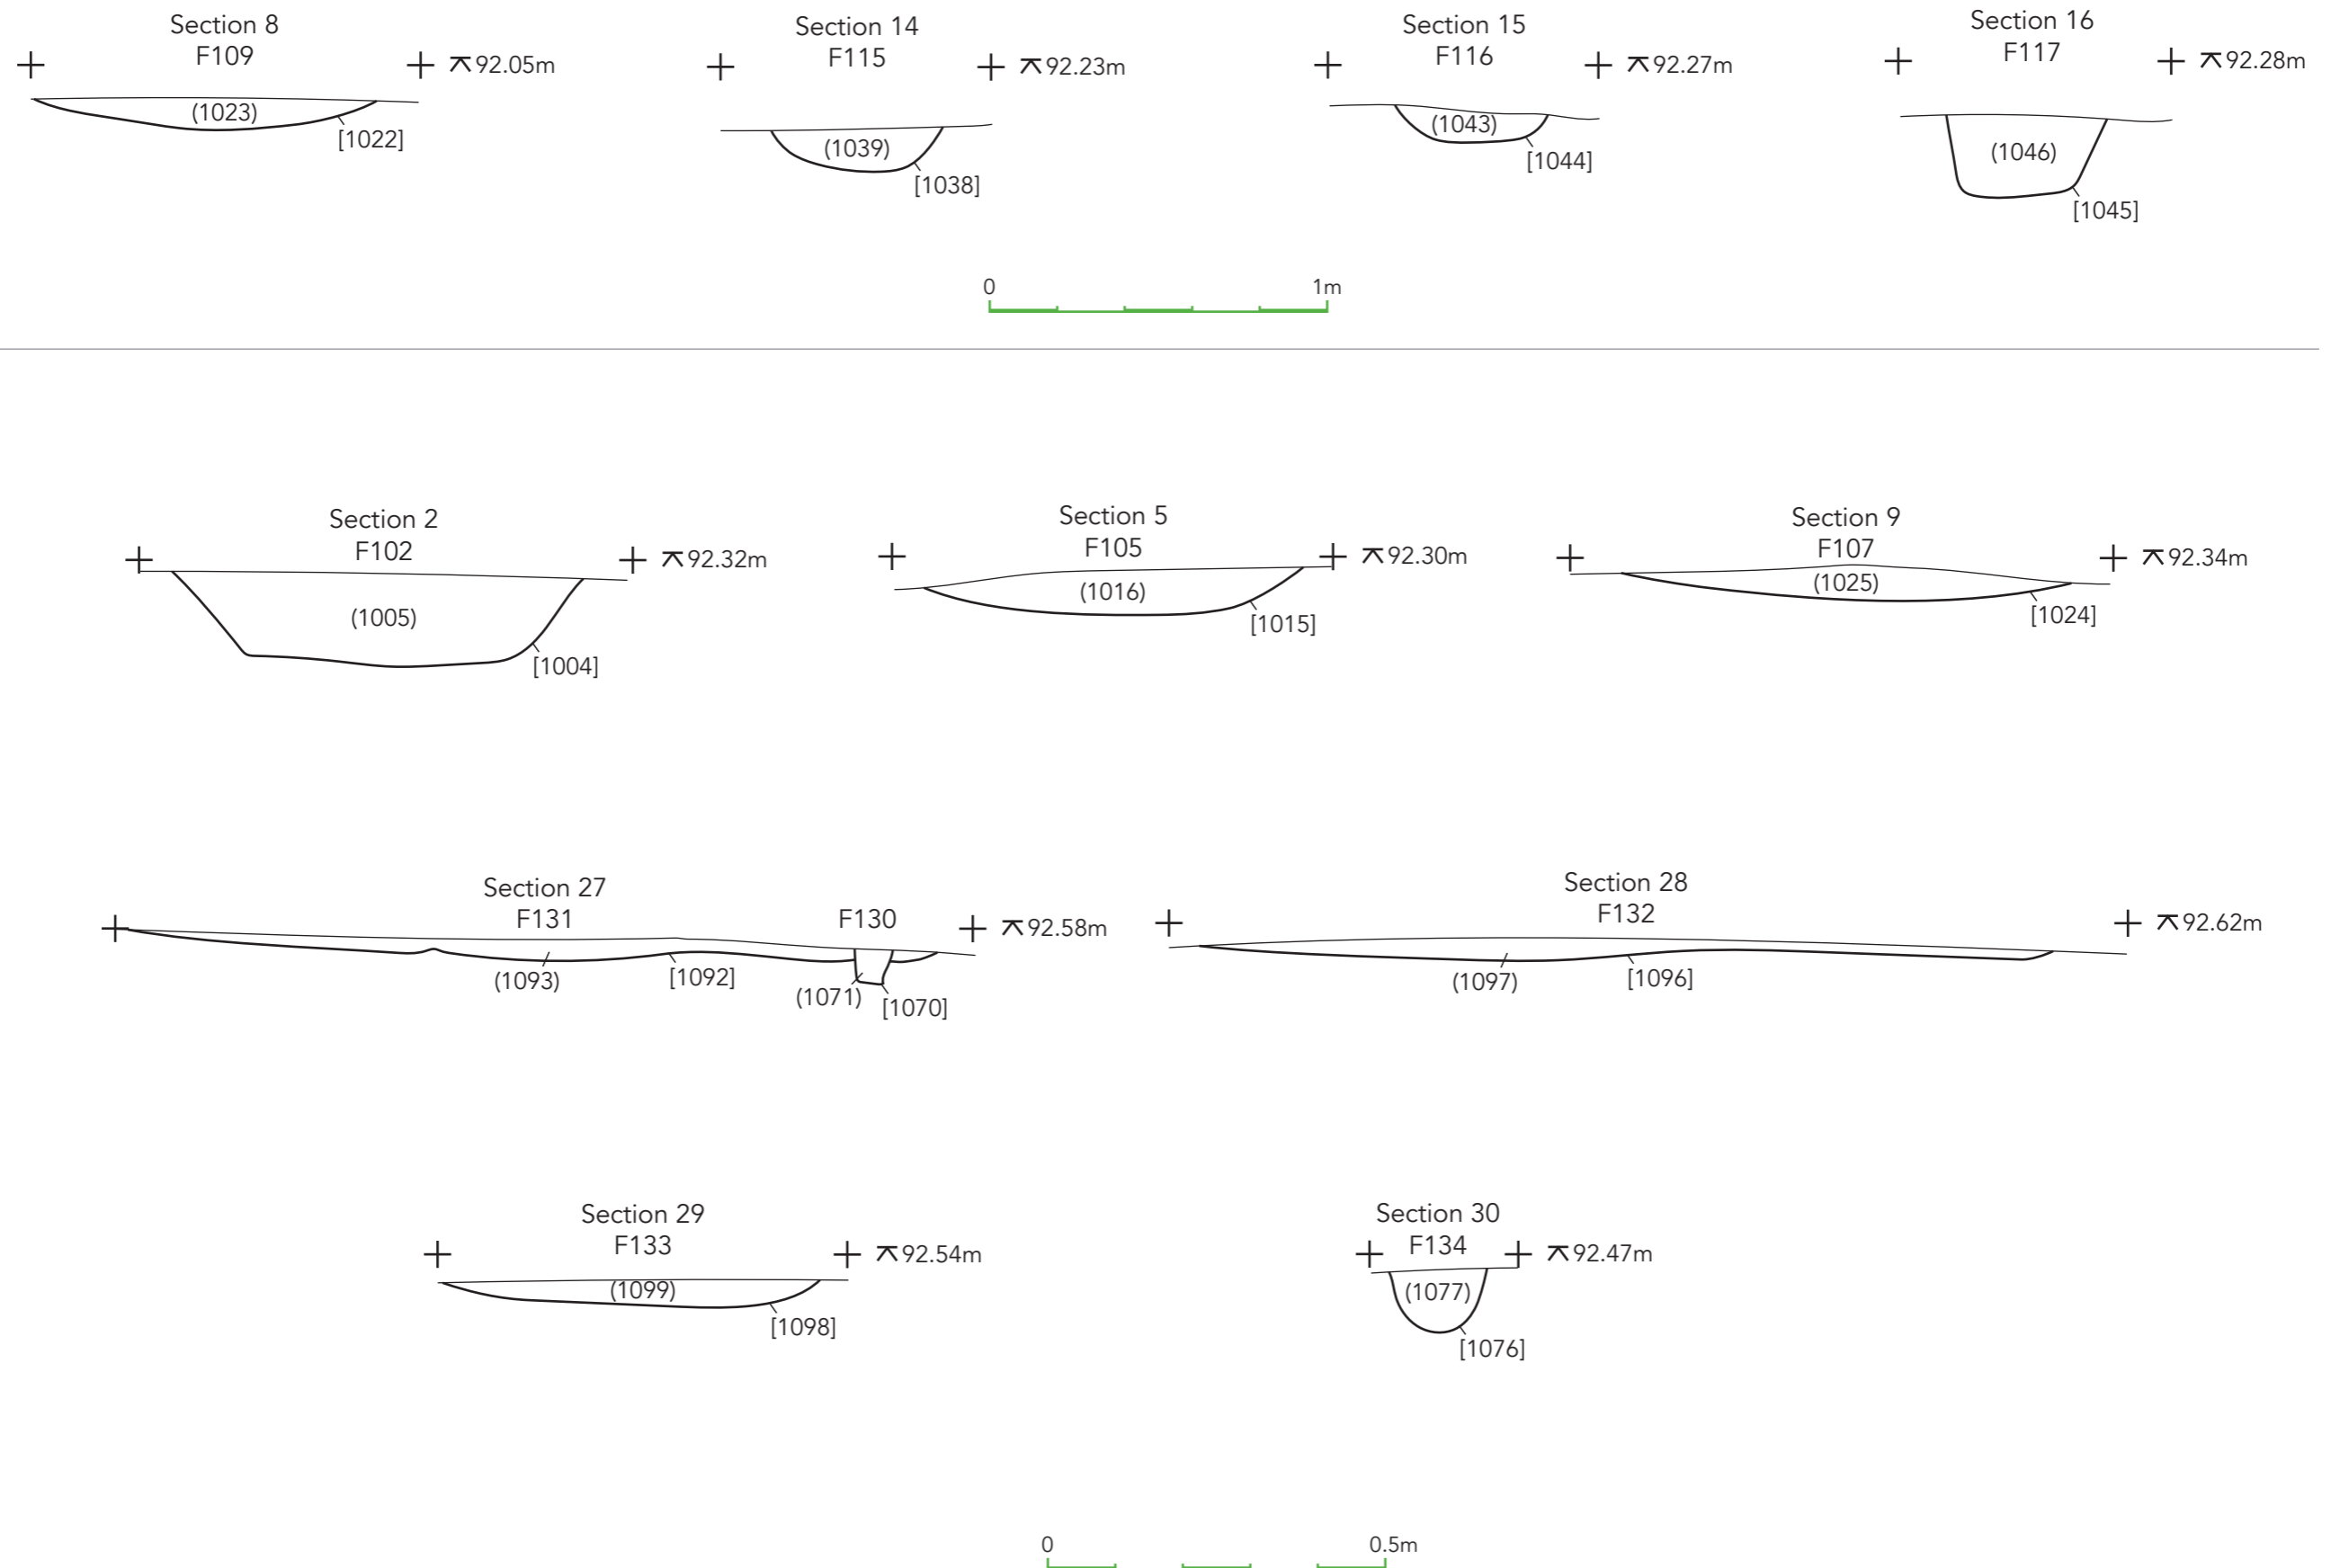 Section 8
F109
92.05m
(1023)
[1022]
Section 14
F115
92.23m
(1039)
[1038]
Section 15
F116
92.27m
(1043)
[1044]
Section 16
F117
92.28m
(1046)
[1045]
0 1m
Section 2
F102
92.32m
(1005)
[1004]
Section 5
F105
92.30m
(1016)
[1015]
Section 9
F107
92.34m
(1025)
[1024]
Section 27
F131 F130
92.58m
(1093) [1092] (1071) [1070]
Section 28
F132
92.62m
(1097) [1096]
Section 29
F133
92.54m
(1099)
[1098]
Section 30
F134
92.47m
(1077)
[1076]
0 0.5m